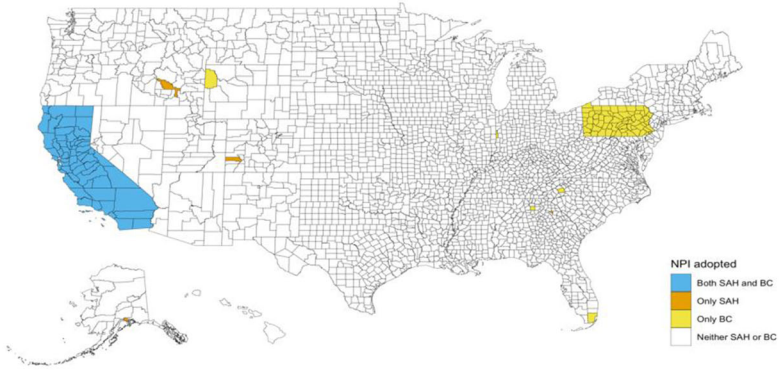 NPI adopted
Both SAH and BC
Only SAH
Only BC
Neither SAH or BC